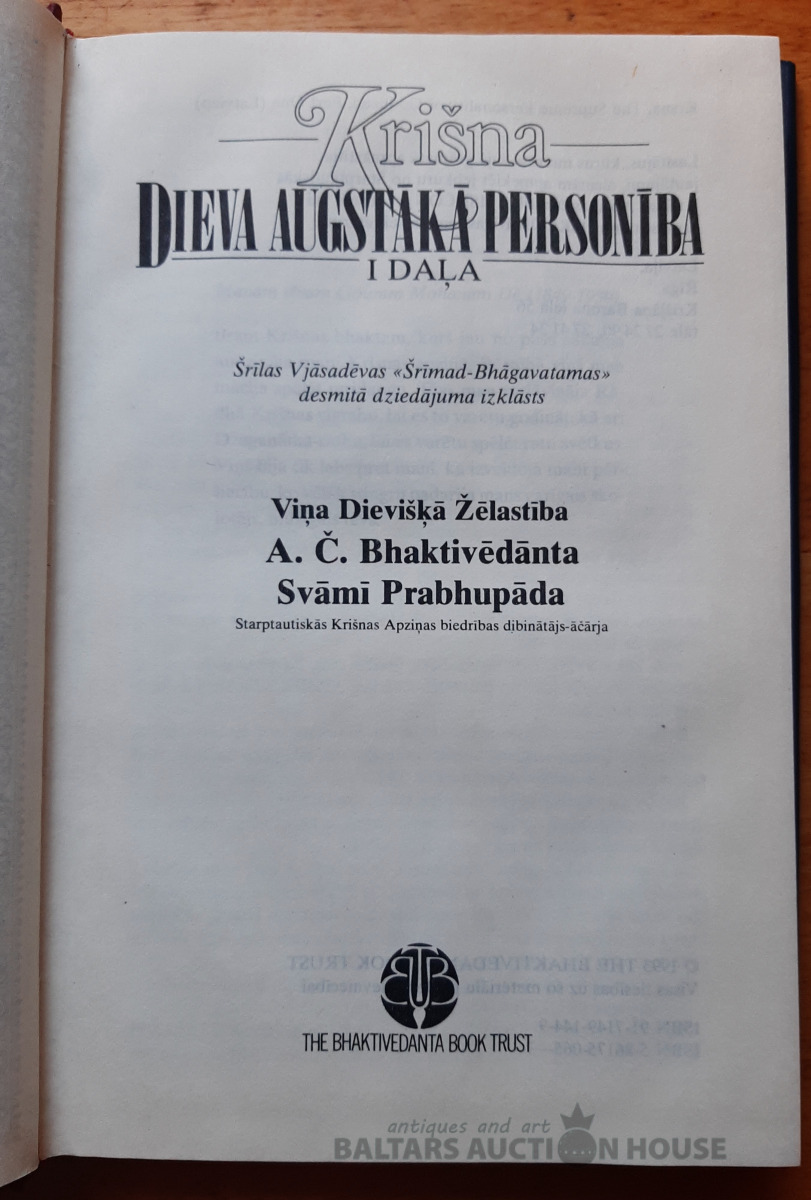 Krišna
DIEVA AUGSTĀKĀ PERSONĪBA
I DAĻA
Šrīlas Vjāsadēvas «Šrīmad-Bhāgavatamas»
desmitā dziedājuma izklāsts
Viņa Dievišķā Žēlastība
A. Č. Bhaktivēdānta
Svāmī Prabhupāda
Starptautiskās Krišnas Apziņas biedrības dibinātājs-āčārja
BTB
THE BHAKTIVEDANTA BOOK TRUST
antiques and art
BALTARS AUCTION HOUSE